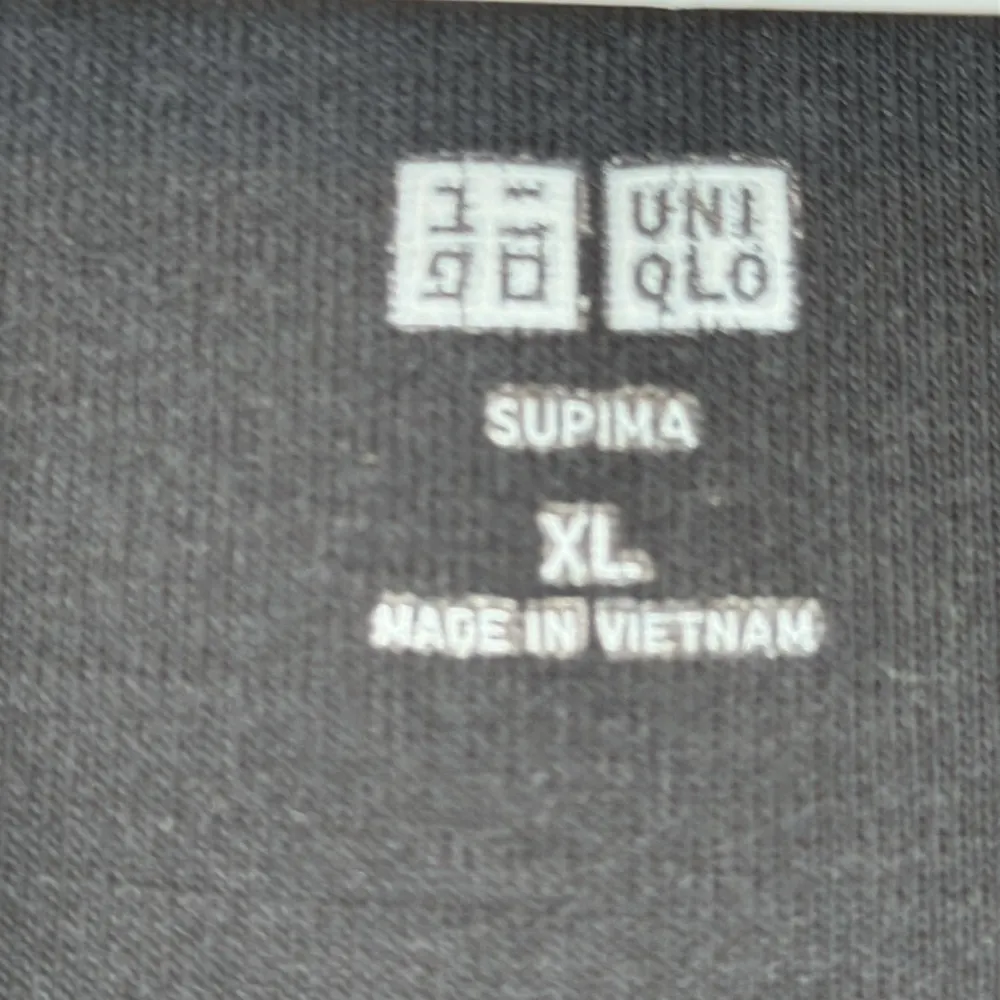 ユニ UNI
クロ QLO
SUPIMA
XL
MADE IN VIETNAM